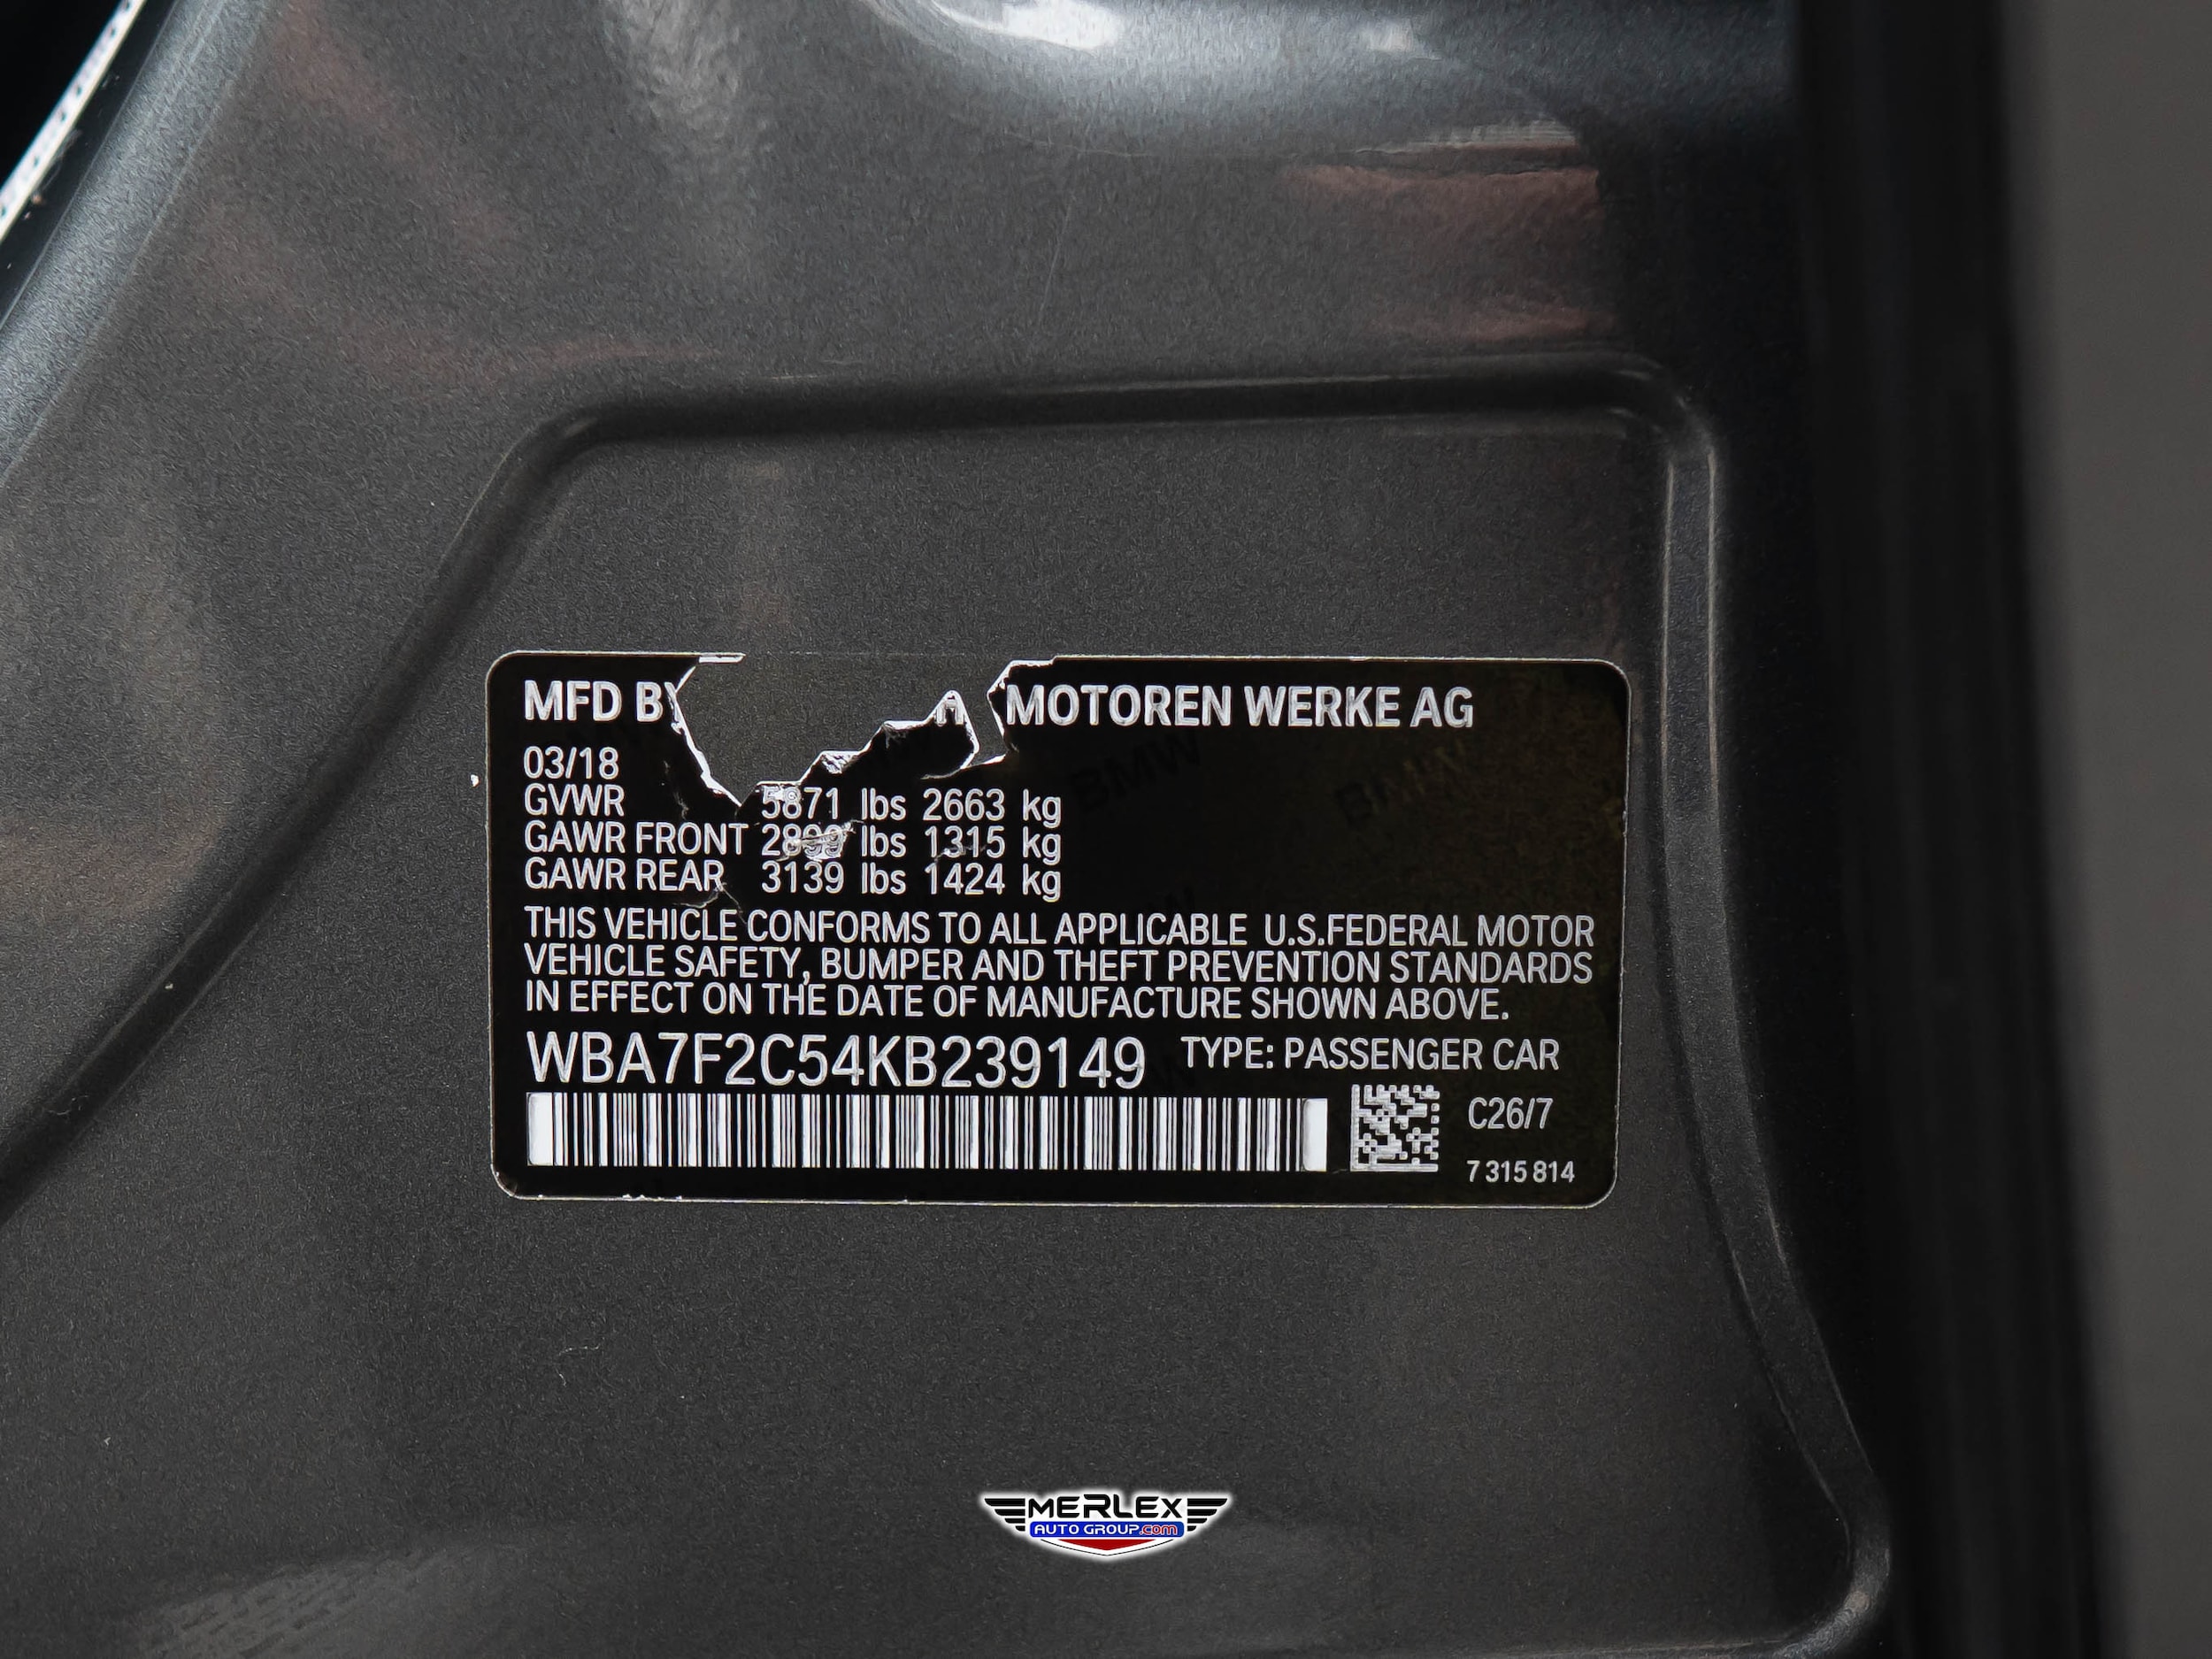 MFD BY MOTOREN WERKE AG
03/18
GVWR 5871 lbs 2663 kg
GAWR FRONT 2899 lbs 1315 kg
GAWR REAR 3139 lbs 1424 kg
THIS VEHICLE CONFORMS TO ALL APPLICABLE U.S.FEDERAL MOTOR
VEHICLE SAFETY, BUMPER AND THEFT PREVENTION STANDARDS
IN EFFECT ON THE DATE OF MANUFACTURE SHOWN ABOVE.
WBA7F2C54KB239149 TYPE: PASSENGER CAR
C26/7
7 315 814
MERLEX
AUTO GROUP.com